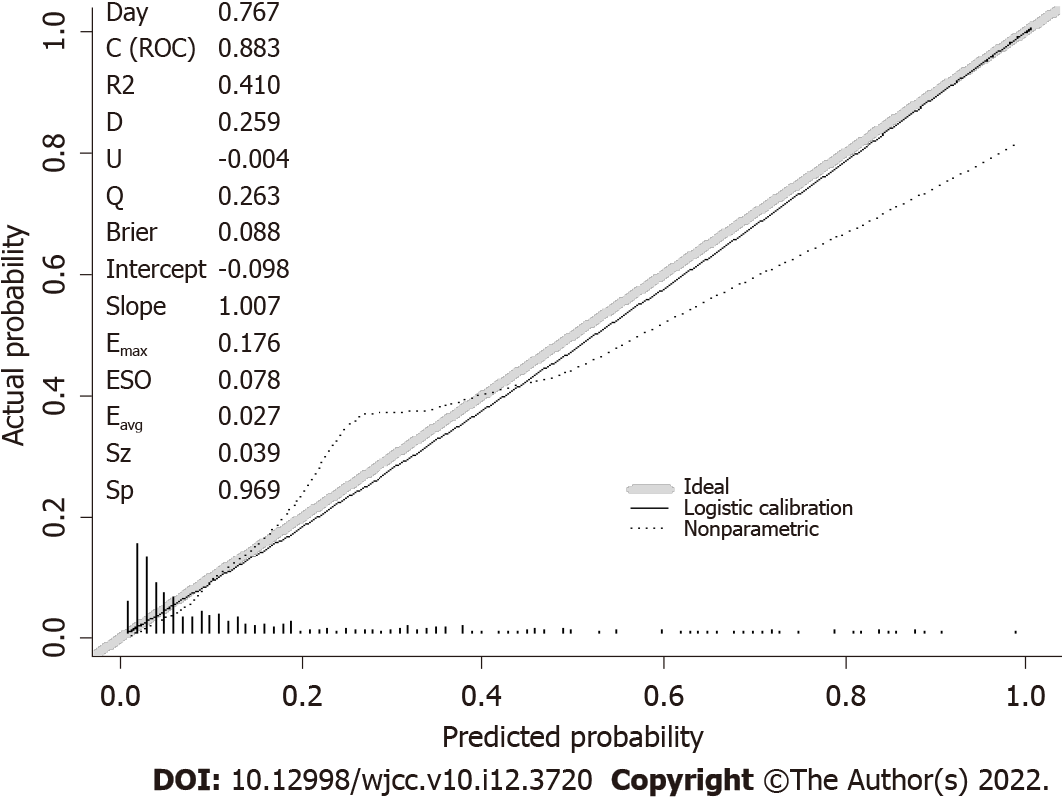 Day 0.767
C (ROC) 0.883
R2 0.410
D 0.259
U -0.004
Q 0.263
Brier 0.088
Intercept -0.098
Slope 1.007
Emax 0.176
ESO 0.078
Eavg 0.027
Sz 0.039
Sp 0.969
Actual probability
1.0
0.8
0.6
0.4
0.2
0.0
Ideal
Logistic calibration
Nonparametric
0.0 0.2 0.4 0.6 0.8 1.0
Predicted probability
DOI: 10.12998/wjcc.v10.i12.3720 Copyright ©The Author(s) 2022.